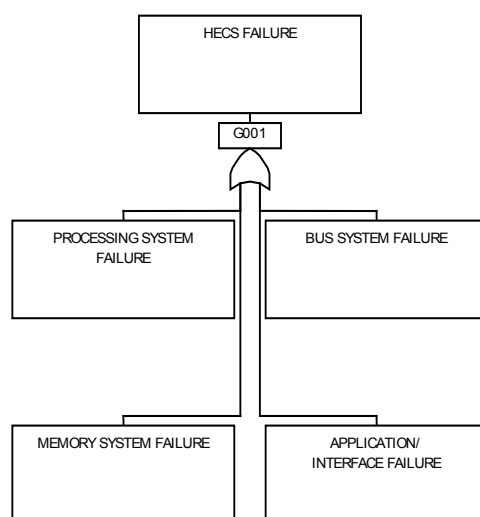 HECS FAILURE
G001
PROCESSING SYSTEM
FAILURE
BUS SYSTEM FAILURE
MEMORY SYSTEM FAILURE
APPLICATION/
INTERFACE FAILURE